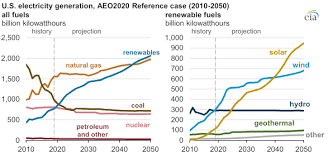 U.S. electricity generation, AEO2020 Reference case (2010-2050)
all fuels
billion kilowatthours
history projection
2,500
2,000
1,500
1,000
500
0
2010 2020 2030 2040 2050
renewables
natural gas
coal
nuclear
petroleum
and other
renewable fuels
billion kilowatthours
eia
history projection
1,000
900
800
700
600
500
400
300
200
100
0
2010 2020 2030 2040 2050
solar
wind
hydro
geothermal
other